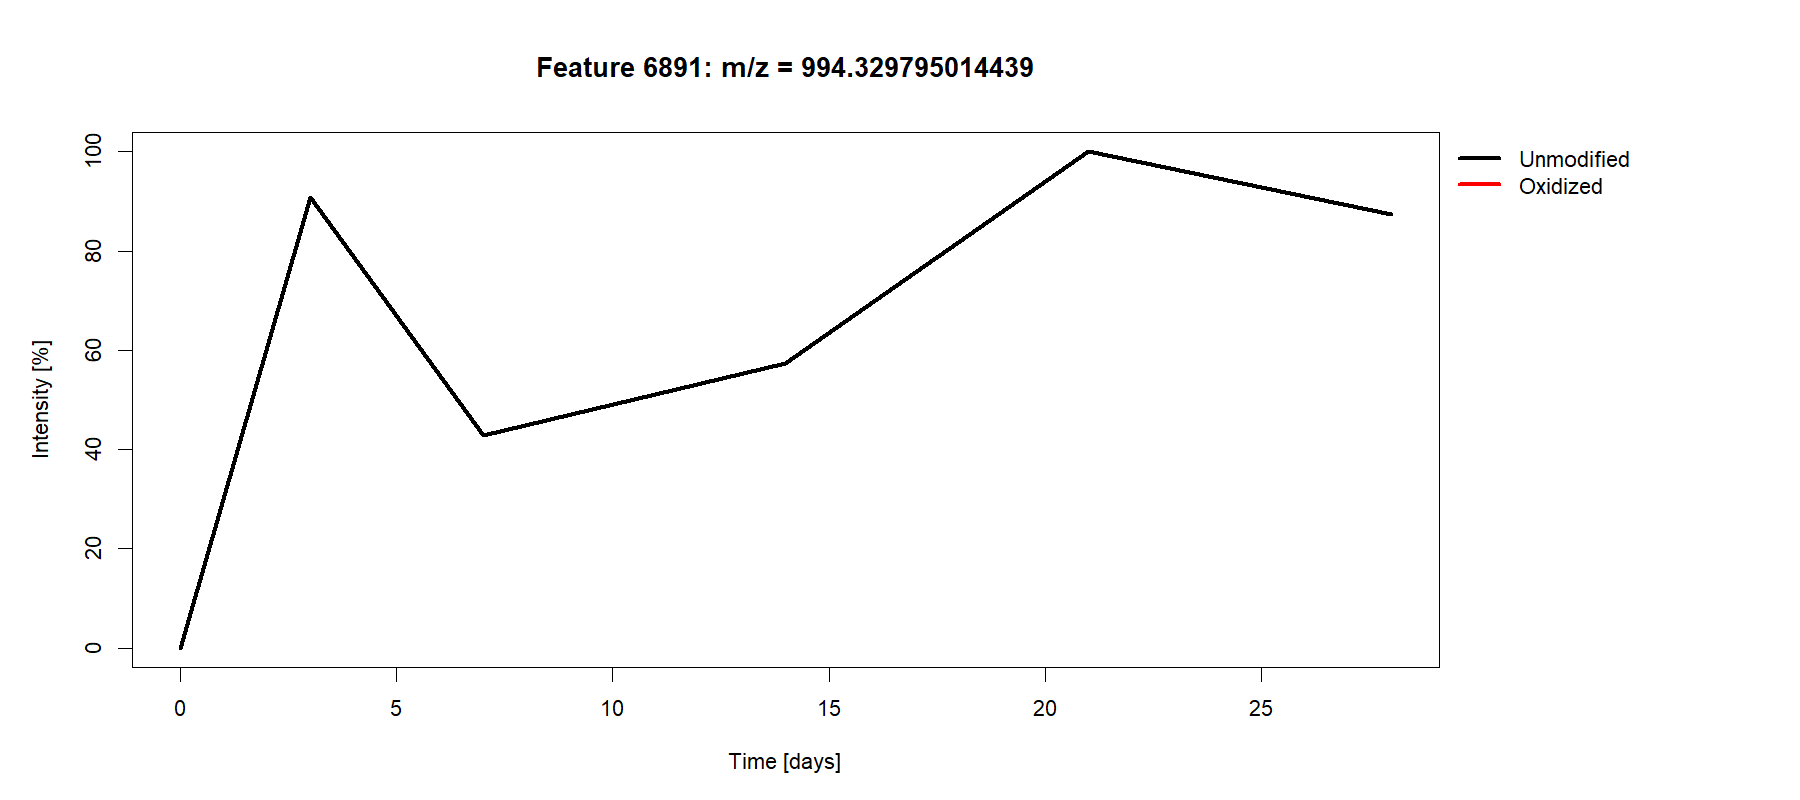 Feature 6891: m/z = 994.329795014439
Unmodified
Oxidized
Intensity [%]
100
80
60
40
20
0
0 5 10 15 20 25
Time [days]